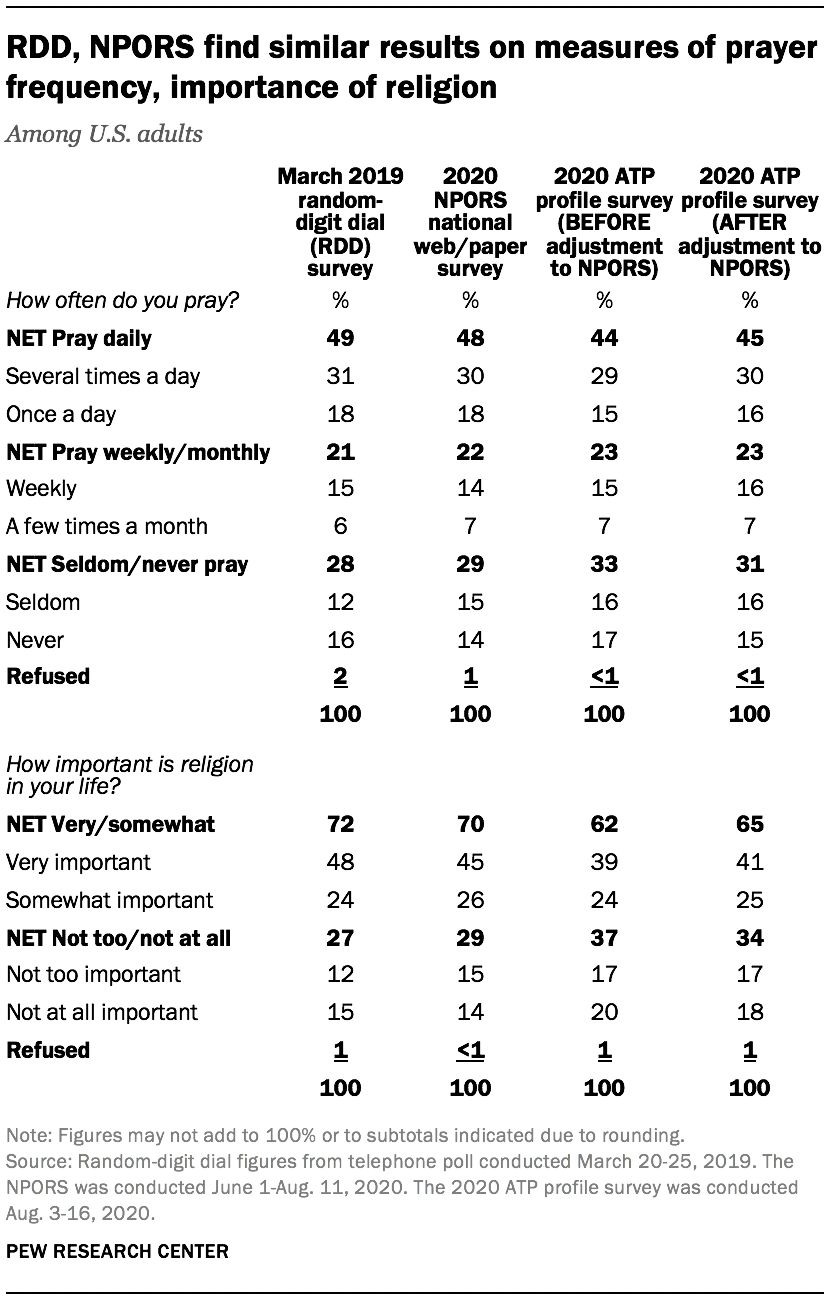 RDD, NPORS find similar results on measures of prayer
frequency, importance of religion
Among U.S. adults
March 2019 random-digit dial (RDD) survey
2020 NPORS national web/paper survey
2020 ATP profile survey (BEFORE adjustment to NPORS)
2020 ATP profile survey (AFTER adjustment to NPORS)
How often do you pray? % % % %
NET Pray daily 49 48 44 45
Several times a day 31 30 29 30
Once a day 18 18 15 16
NET Pray weekly/monthly 21 22 23 23
Weekly 15 14 15 16
A few times a month 6 7 7 7
NET Seldom/never pray 28 29 33 31
Seldom 12 15 16 16
Never 16 14 17 15
Refused 2 1 <1 <1
100 100 100 100
How important is religion
in your life?
NET Very/somewhat 72 70 62 65
Very important 48 45 39 41
Somewhat important 24 26 24 25
NET Not too/not at all 27 29 37 34
Not too important 12 15 17 17
Not at all important 15 14 20 18
Refused 1 <1 1 1
100 100 100 100
Note: Figures may not add to 100% or to subtotals indicated due to rounding.
Source: Random-digit dial figures from telephone poll conducted March 20-25, 2019. The
NPORS was conducted June 1-Aug. 11, 2020. The 2020 ATP profile survey was conducted
Aug. 3-16, 2020.
PEW RESEARCH CENTER